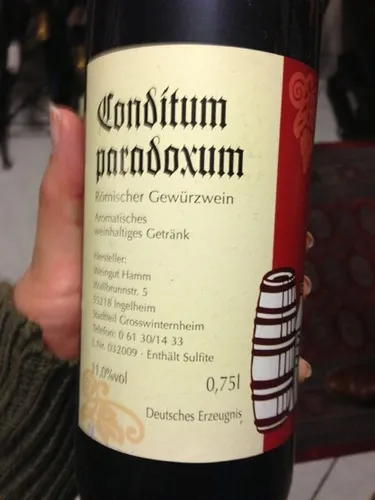 Conditum
paradoxum
Römischer Gewürzwein
Aromatisches
weinhaltiges Getränk
Hersteller:
Weingut Hamm
Wallbrunnstr. 5
55218 Ingelheim
Stadtteil Grosswinternheim
Telefon: 0 61 30/14 33
L.Nr. 032009 · Enthält Sulfite
11,0%vol
0,75l
Deutsches Erzeugnis